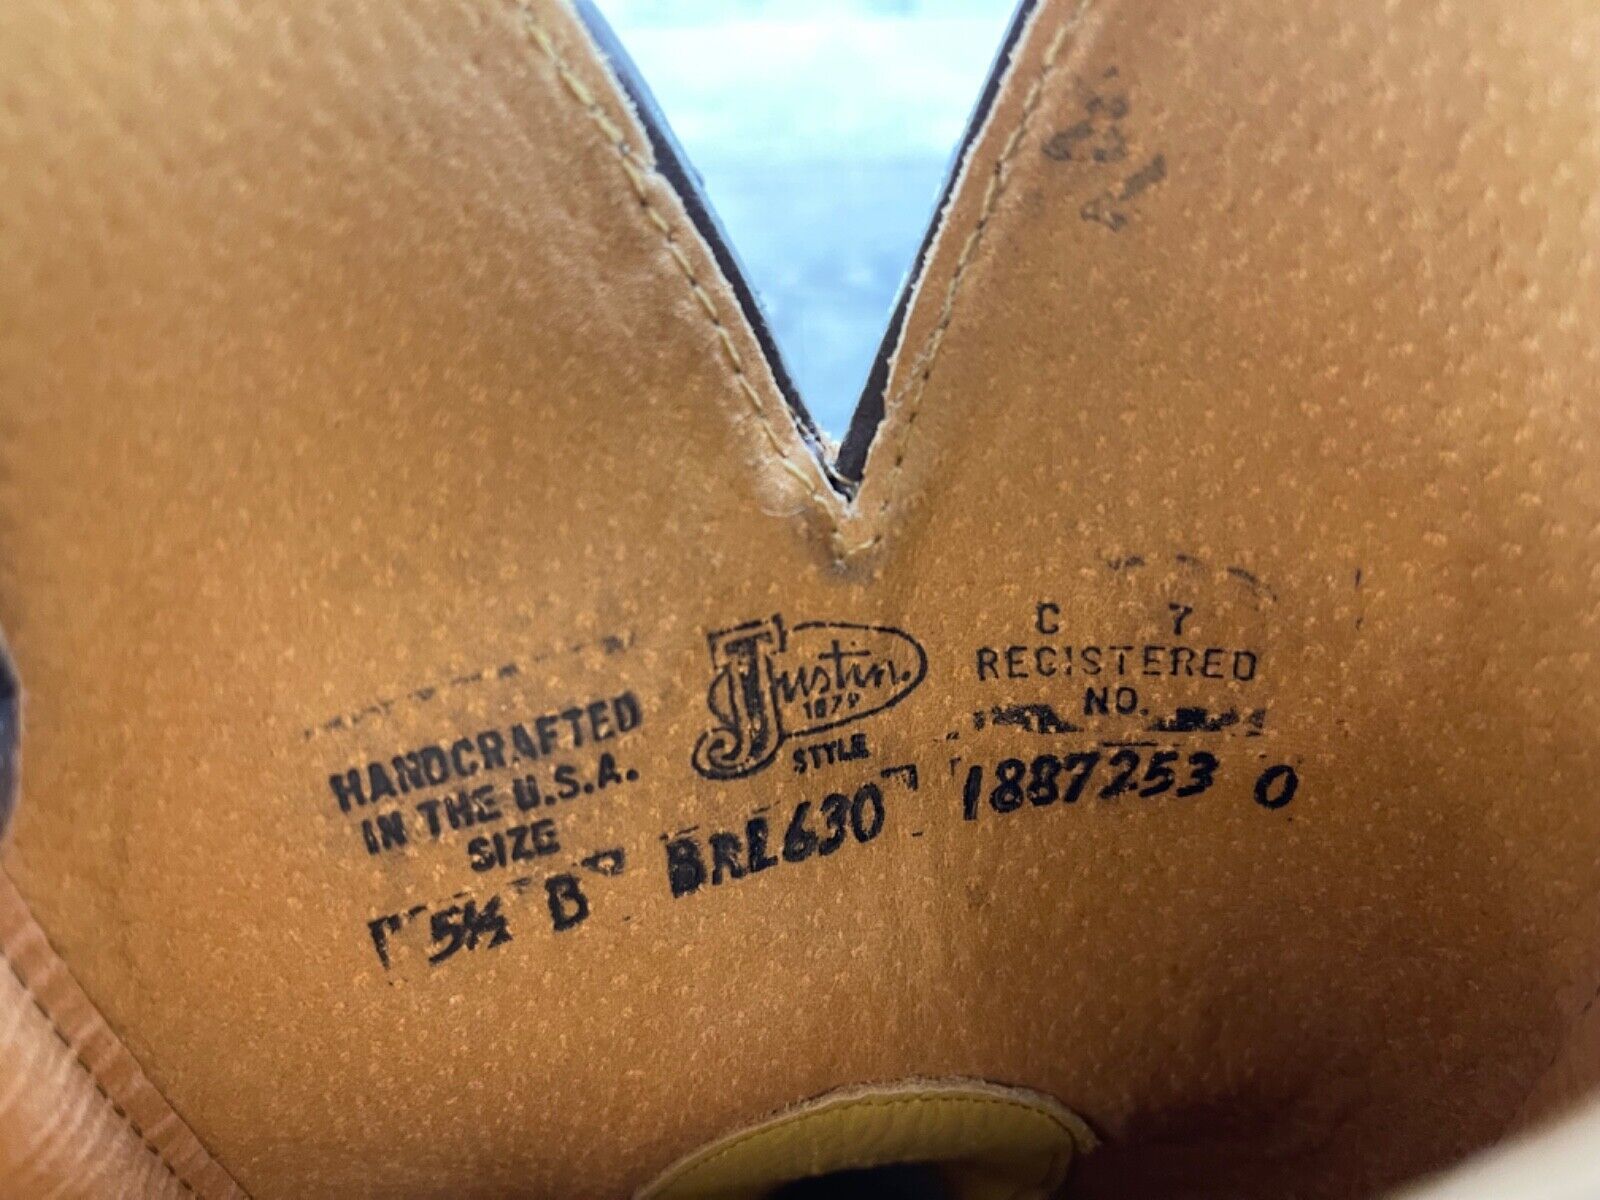 HANDCRAFTED
IN THE U.S.A.
SIZE
5½ B
Justin.
1879
STYLE
BRL630
C 7
REGISTERED
NO.
1887253 0